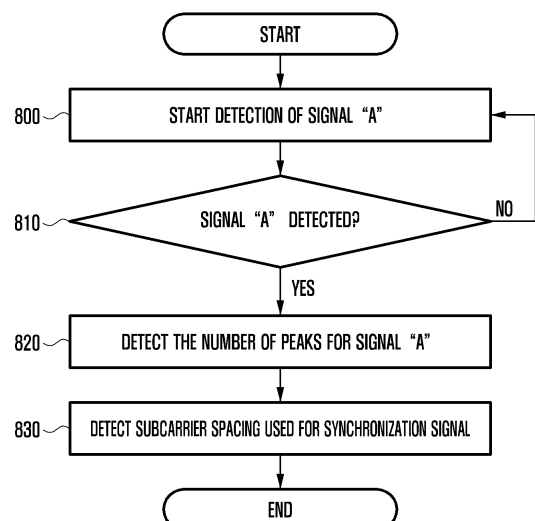 START
800
START DETECTION OF SIGNAL "A"
810
SIGNAL "A" DETECTED?
NO
YES
820
DETECT THE NUMBER OF PEAKS FOR SIGNAL "A"
830
DETECT SUBCARRIER SPACING USED FOR SYNCHRONIZATION SIGNAL
END